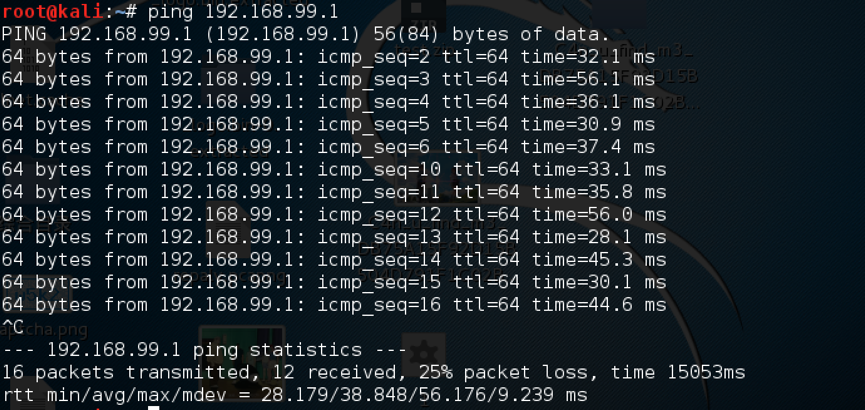 root@kali:~# ping 192.168.99.1
PING 192.168.99.1 (192.168.99.1) 56(84) bytes of data.
64 bytes from 192.168.99.1: icmp_seq=2 ttl=64 time=32.1 ms
64 bytes from 192.168.99.1: icmp_seq=3 ttl=64 time=56.1 ms
64 bytes from 192.168.99.1: icmp_seq=4 ttl=64 time=36.1 ms
64 bytes from 192.168.99.1: icmp_seq=5 ttl=64 time=30.9 ms
64 bytes from 192.168.99.1: icmp_seq=6 ttl=64 time=37.4 ms
64 bytes from 192.168.99.1: icmp_seq=10 ttl=64 time=33.1 ms
64 bytes from 192.168.99.1: icmp_seq=11 ttl=64 time=35.8 ms
64 bytes from 192.168.99.1: icmp_seq=12 ttl=64 time=56.0 ms
64 bytes from 192.168.99.1: icmp_seq=13 ttl=64 time=28.1 ms
64 bytes from 192.168.99.1: icmp_seq=14 ttl=64 time=45.3 ms
64 bytes from 192.168.99.1: icmp_seq=15 ttl=64 time=30.1 ms
64 bytes from 192.168.99.1: icmp_seq=16 ttl=64 time=44.6 ms
^C
--- 192.168.99.1 ping statistics ---
16 packets transmitted, 12 received, 25% packet loss, time 15053ms
rtt min/avg/max/mdev = 28.179/38.848/56.176/9.239 ms